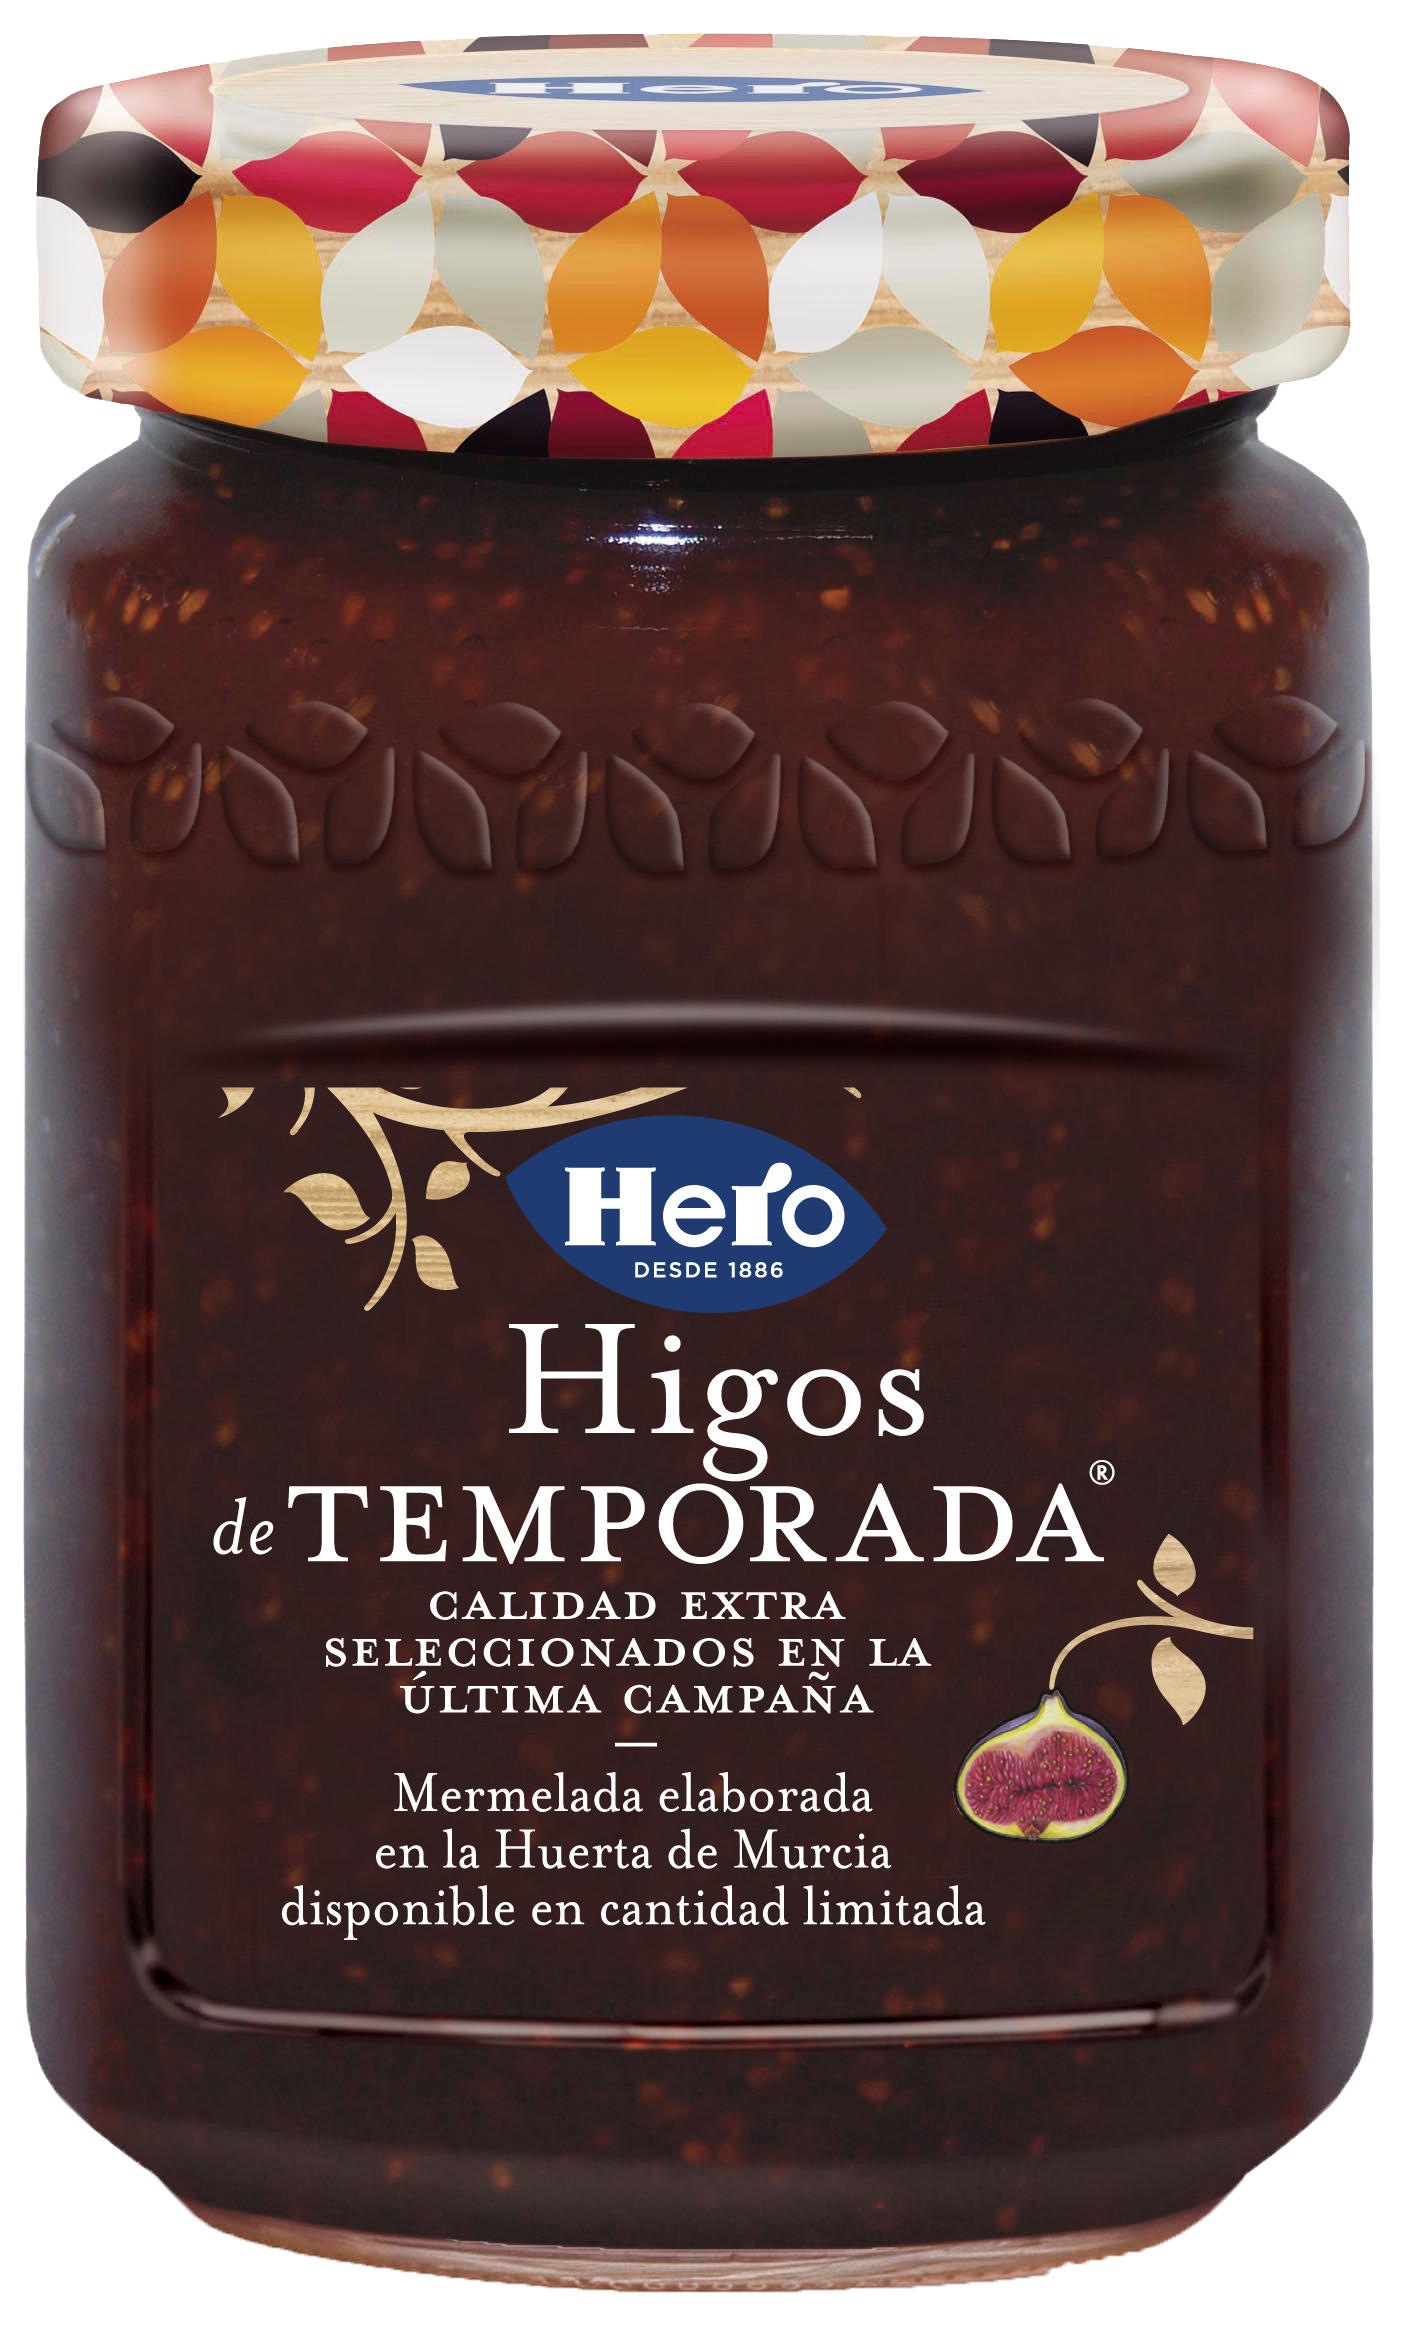 Hero
Hero
DESDE 1886
Higos
de TEMPORADA®
CALIDAD EXTRA
SELECCIONADOS EN LA
ÚLTIMA CAMPAÑA
Mermelada elaborada
en la Huerta de Murcia
disponible en cantidad limitada